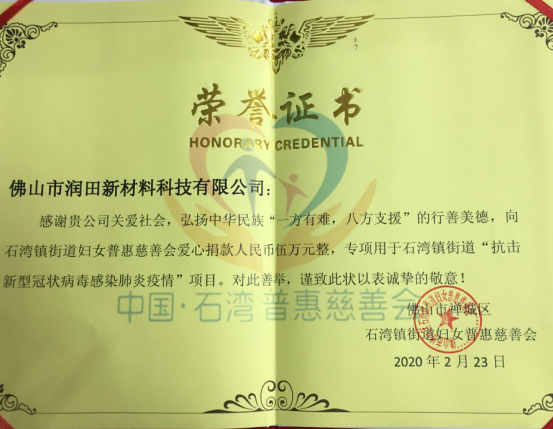 荣誉证书
HONORARY CREDENTIAL
佛山市润田新材料科技有限公司：
感谢贵公司关爱社会，弘扬中华民族“一方有难，八方支援”的行善美德，向
石湾镇街道妇女普惠慈善会爱心捐款人民币伍万元整，专项用于石湾镇街道“抗击
新型冠状病毒感染肺炎疫情”项目。对此善举，谨致此状以表诚挚的敬意！
中国·石湾普惠慈善会
佛山市禅城区
石湾镇街道妇女普惠慈善会
2020年2月23日